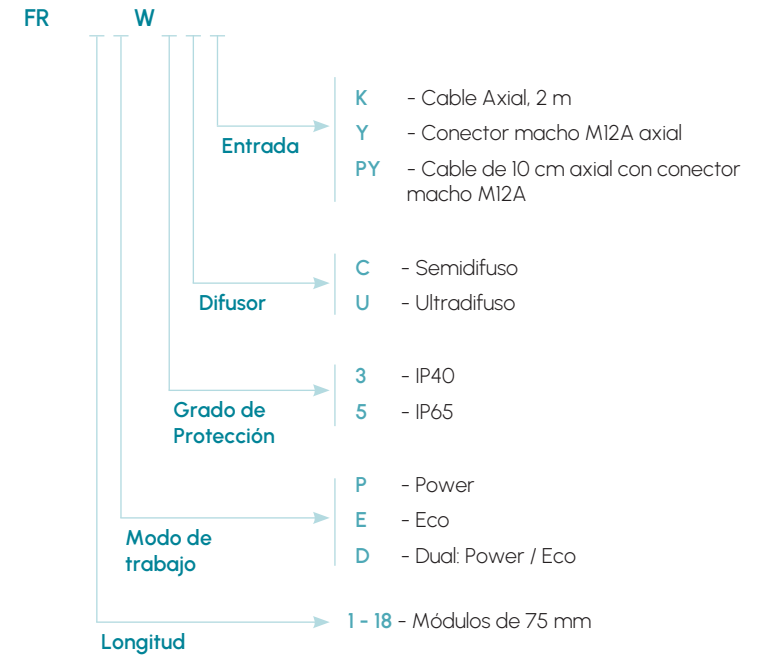 FR W
K - Cable Axial, 2 m
Y - Conector macho M12A axial
Entrada
PY - Cable de 10 cm axial con conector
macho M12A
C - Semidifuso
Difusor
U - Ultradifuso
3 - IP40
5 - IP65
Grado de
Protección
P - Power
E - Eco
Modo de
trabajo
D - Dual: Power / Eco
1 - 18 - Módulos de 75 mm
Longitud